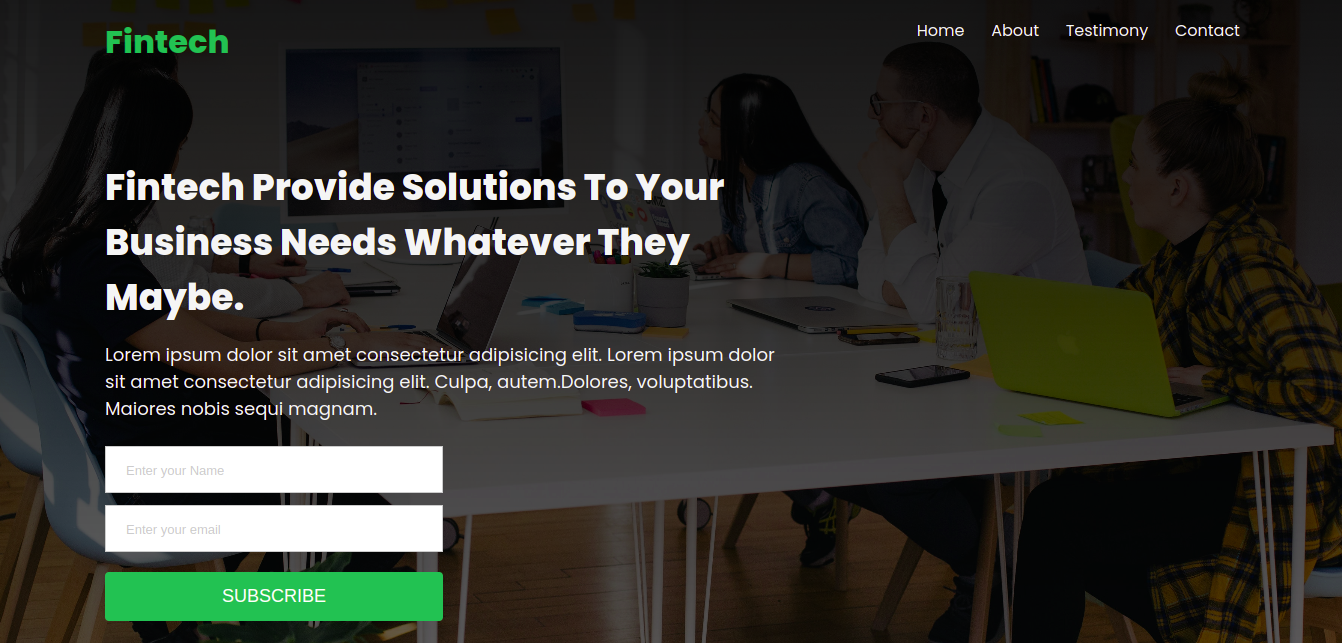 Fintech
Home About Testimony Contact
Fintech Provide Solutions To Your
Business Needs Whatever They
Maybe.
Lorem ipsum dolor sit amet consectetur adipisicing elit. Lorem ipsum dolor
sit amet consectetur adipisicing elit. Culpa, autem.Dolores, voluptatibus.
Maiores nobis sequi magnam.
Enter your Name
Enter your email
SUBSCRIBE